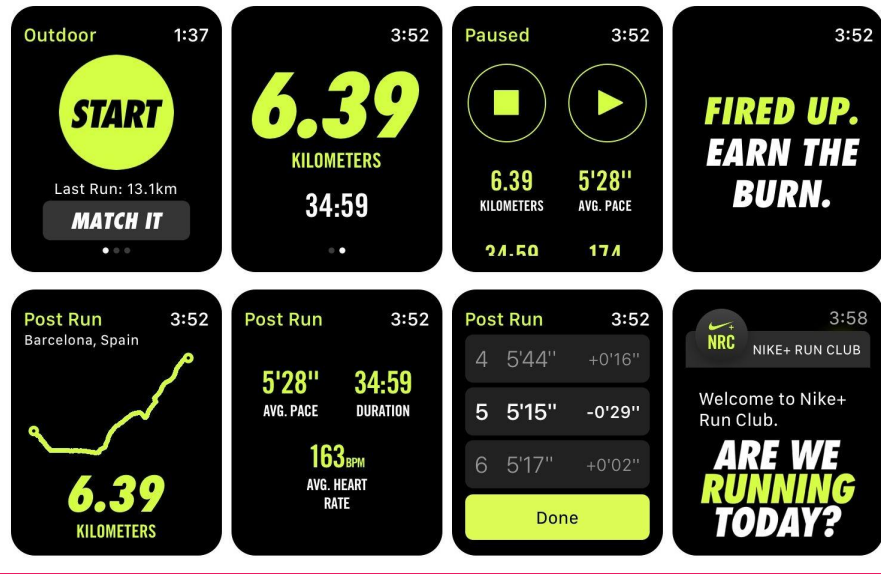 Outdoor 1:37
START
Last Run: 13.1km
MATCH IT
3:52
6.39
KILOMETERS
34:59
Paused 3:52
6.39 5'28''
KILOMETERS AVG. PACE
34:59 174
3:52
FIRED UP.
EARN THE
BURN.
Post Run 3:52
Barcelona, Spain
6.39
KILOMETERS
Post Run 3:52
5'28'' 34:59
AVG. PACE DURATION
163BPM
AVG. HEART
RATE
Post Run 3:52
4 5'44'' +0'16''
5 5'15'' -0'29''
6 5'17'' +0'02''
Done
3:58
NRC
NIKE+ RUN CLUB
Welcome to Nike+
Run Club.
ARE WE
RUNNING
TODAY?